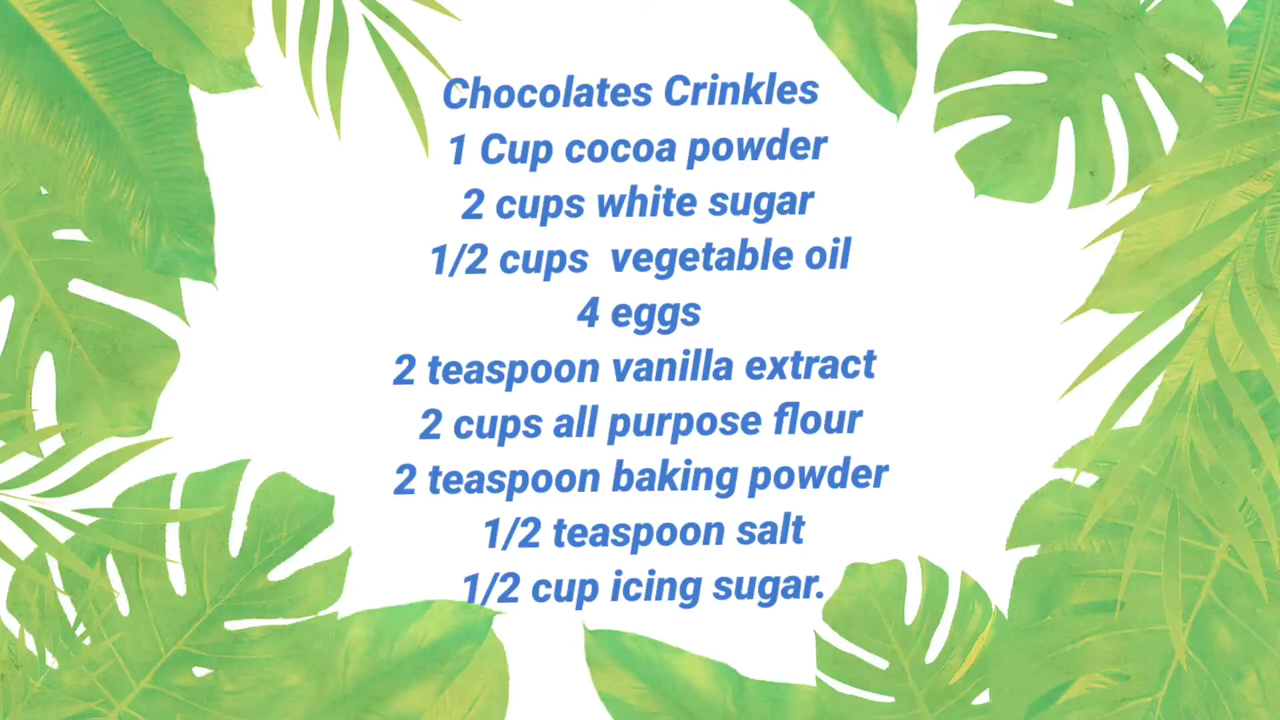 Chocolates Crinkles
1 Cup cocoa powder
2 cups white sugar
1/2 cups  vegetable oil
4 eggs
2 teaspoon vanilla extract
2 cups all purpose flour
2 teaspoon baking powder
1/2 teaspoon salt
1/2 cup icing sugar.